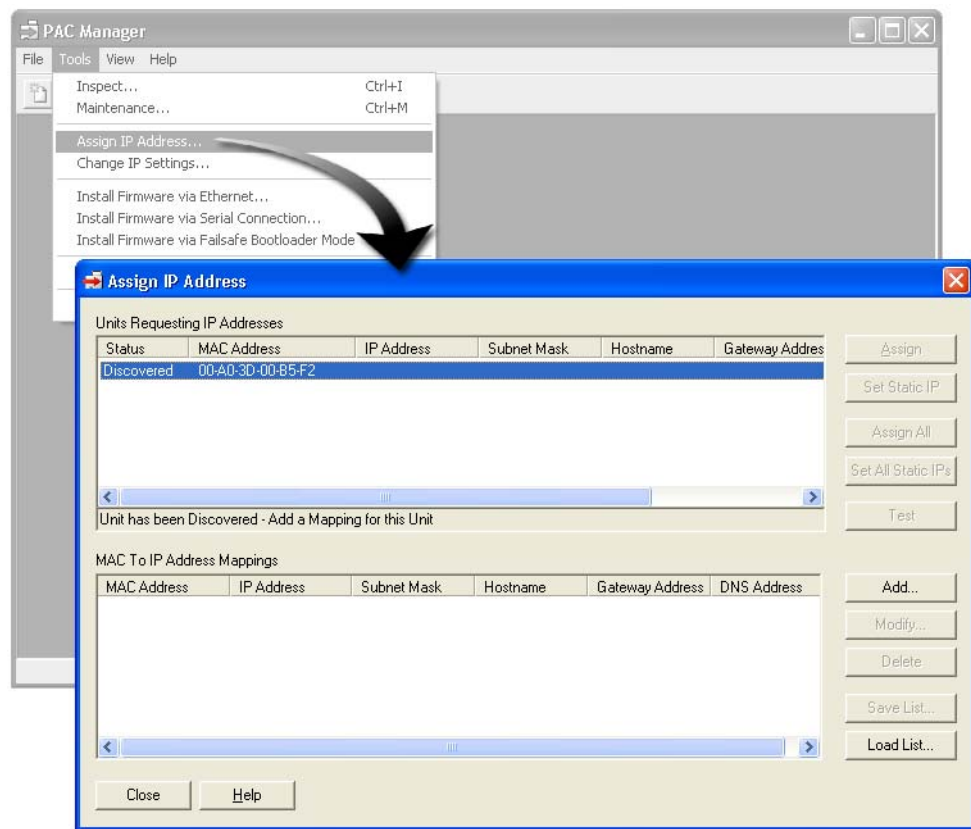 PAC Manager
File Tools View Help
Inspect... Ctrl+I
Maintenance... Ctrl+M
Assign IP Address...
Change IP Settings...
Install Firmware via Ethernet...
Install Firmware via Serial Connection...
Install Firmware via Failsafe Bootloader Mode
Assign IP Address
Units Requesting IP Addresses
Status MAC Address IP Address Subnet Mask Hostname Gateway Addres
Discovered 00-A0-3D-00-B5-F2
Unit has been Discovered - Add a Mapping for this Unit
Assign
Set Static IP
Assign All
Set All Static IPs
Test
MAC To IP Address Mappings
MAC Address IP Address Subnet Mask Hostname Gateway Address DNS Address
Add...
Modify...
Delete
Save List...
Load List...
Close Help